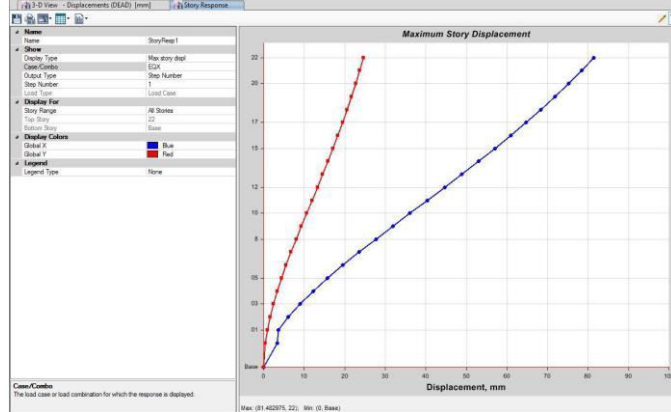 3-D View - Displacements (DEAD) [mm]
Story Response
Name
Name StoryResp1
Show
Display Type Max story displ
Case/Combo EQX
Output Type Step Number
Step Number 1
Load Type Load Case
Display For
Story Range All Stories
Top Story 22
Bottom Story Base
Display Colors
Global X Blue
Global Y Red
Legend
Legend Type None
Case/Combo
The load case or load combination for which the response is displayed.
Maximum Story Displacement
22
20
17
15
12
10
8
05
03
01
Base
0 10 20 30 40 50 60 70 80 90 100
Displacement, mm
Max: (81.482975, 22); Min: (0, Base)